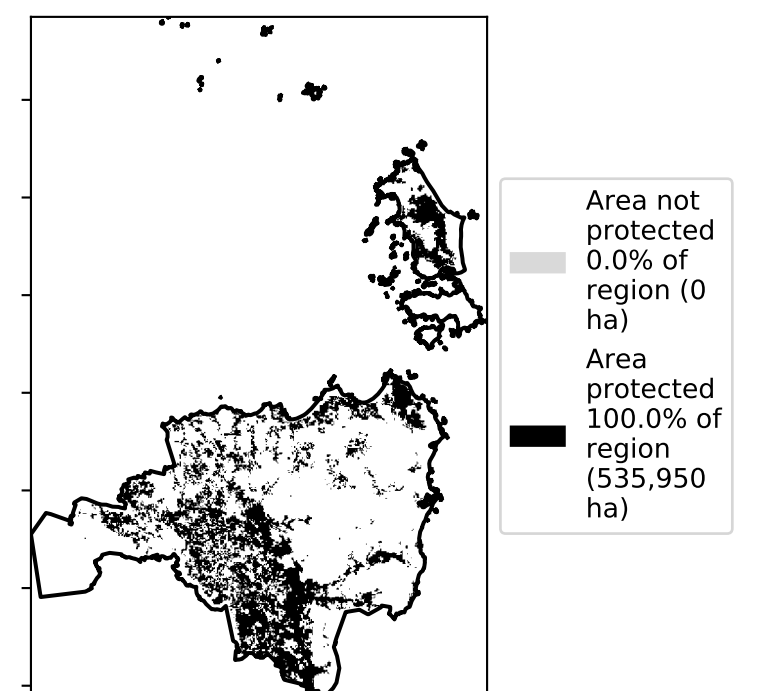 Area not
protected
0.0% of
region (0
ha)
Area
protected
100.0% of
region
(535,950
ha)